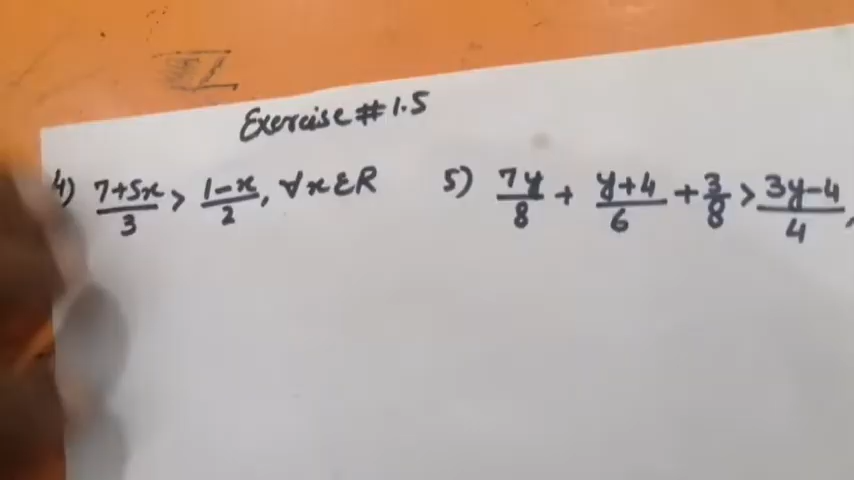 Exercise # 1.5
4) 7+5x/3 > 1-x/2, ∀ x ∈ R
5) 7y/8 + y+4/6 + 3/8 > 3y-4/4,